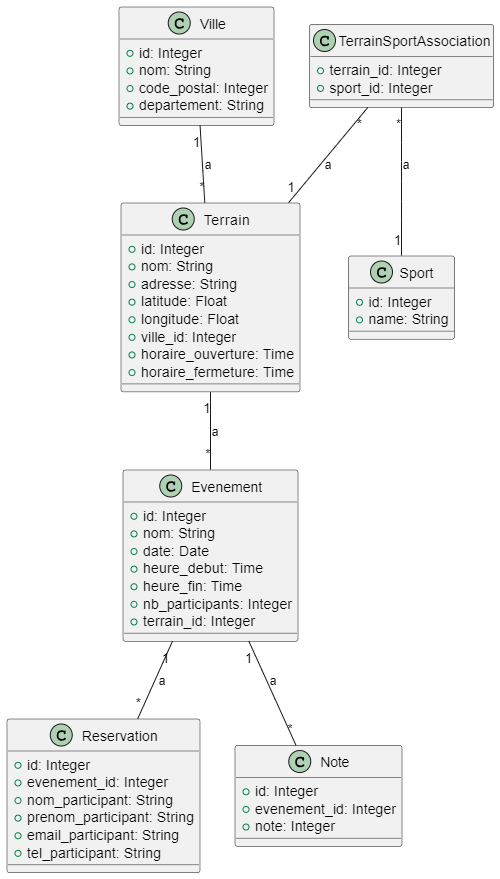 C Ville
id: Integer
nom: String
code_postal: Integer
departement: String
C TerrainSportAssociation
terrain_id: Integer
sport_id: Integer
1
a
*
*
a
1
*
a
1
C Terrain
id: Integer
nom: String
adresse: String
latitude: Float
longitude: Float
ville_id: Integer
horaire_ouverture: Time
horaire_fermeture: Time
C Sport
id: Integer
name: String
1
a
*
C Evenement
id: Integer
nom: String
date: Date
heure_debut: Time
heure_fin: Time
nb_participants: Integer
terrain_id: Integer
1
a
*
1
a
*
C Reservation
id: Integer
evenement_id: Integer
nom_participant: String
prenom_participant: String
email_participant: String
tel_participant: String
C Note
id: Integer
evenement_id: Integer
note: Integer